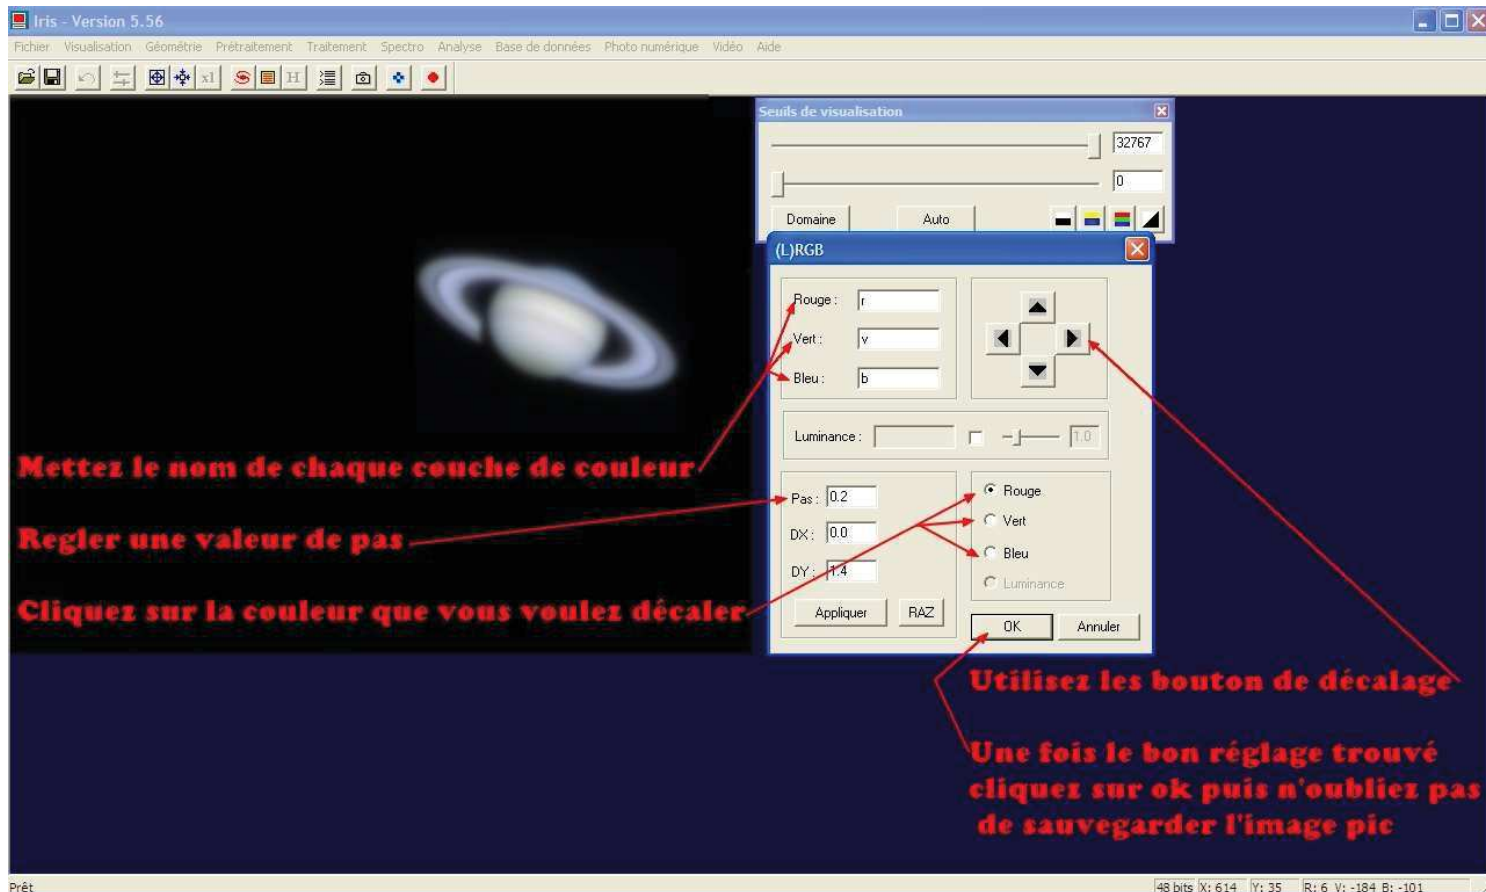 Iris - Version 5.56
Fichier Visualisation Géométrie Prétraitement Traitement Spectro Analyse Base de données Photo numérique Vidéo Aide
x1 H
Seuils de visualisation
32767
0
Domaine Auto
(L)RGB
Rouge : r
Vert : v
Bleu : b
Luminance : 1.0
Mettez le nom de chaque couche de couleur
Pas : 0.2
Rouge
Vert
Regler une valeur de pas
DX : 0.0
Bleu
DY : 1.4
Luminance
Cliquez sur la couleur que vous voulez décaler
Appliquer RAZ
OK Annuler
Utilisez les bouton de décalage
Une fois le bon réglage trouvé
cliquez sur ok puis n'oubliez pas
de sauvegarder l'image pic
Prêt
48 bits X: 614 Y: 35 R: 6 V: -184 B: -101